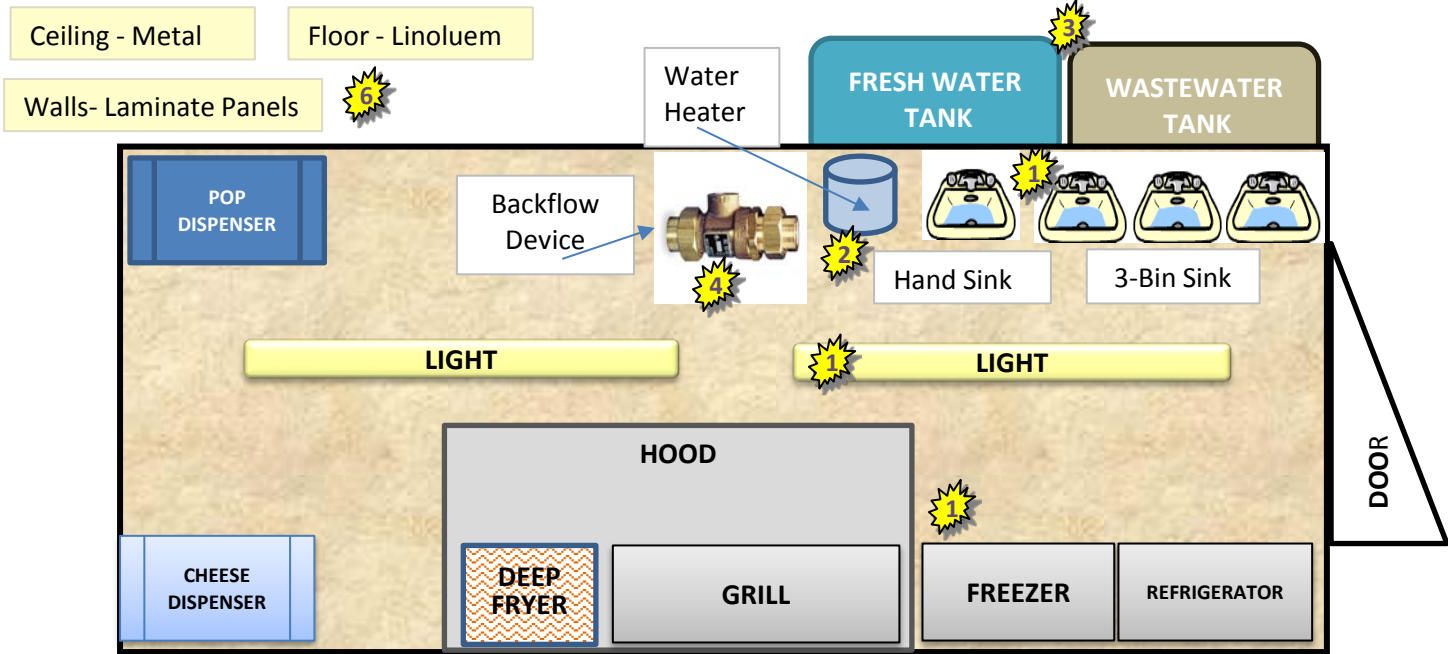 Ceiling - Metal
Floor - Linoluem
Walls- Laminate Panels
6
Water
Heater
3
FRESH WATER
TANK
WASTEWATER
TANK
POP
DISPENSER
Backflow
Device
4
2
1
Hand Sink
3-Bin Sink
LIGHT
1
LIGHT
HOOD
1
DOOR
CHEESE
DISPENSER
DEEP
FRYER
GRILL
FREEZER
REFRIGERATOR